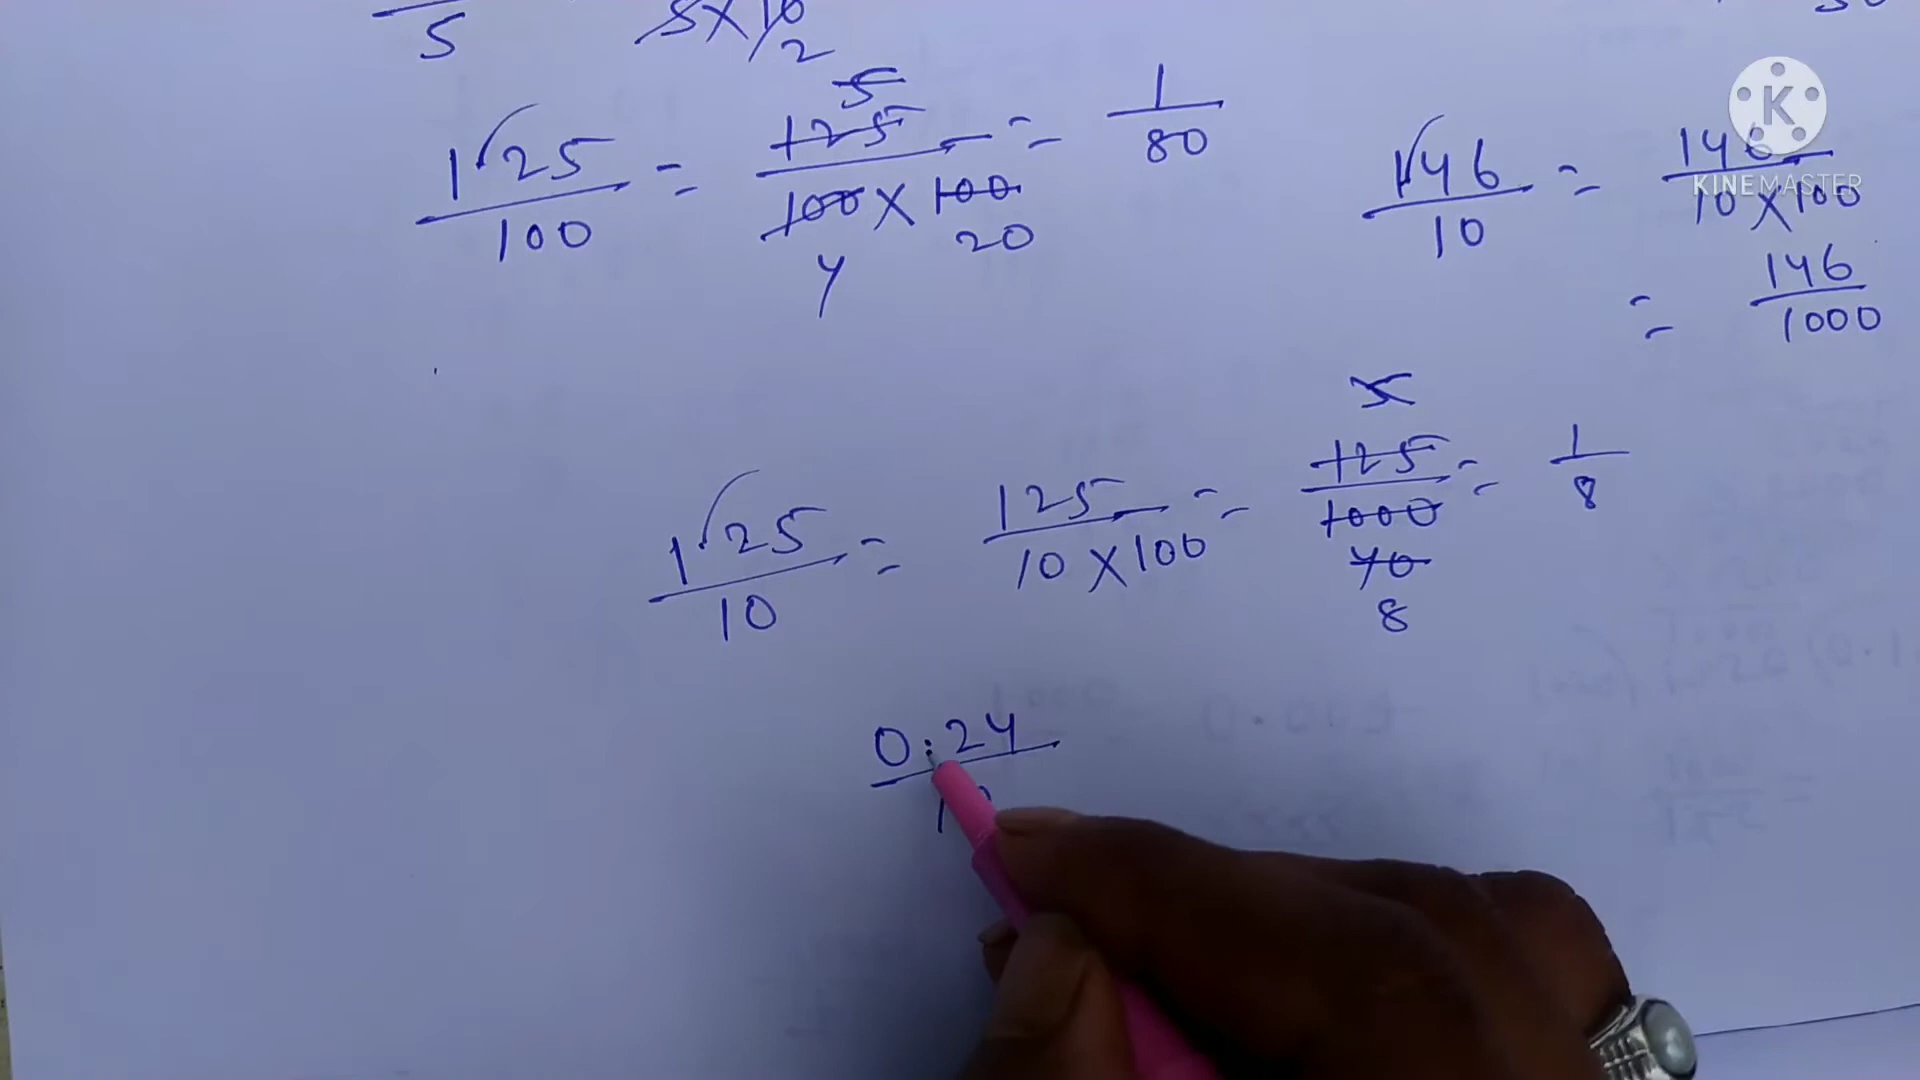 5 5×10
2
5
1.25/100 = 125/100×100 = 1/80
4 20
1.46/10 = 146/10×100
= 146/1000
KINEMASTER
5
1.25/10 = 125/10×100 = 125/1000 = 1/8
40
8
0.24/10